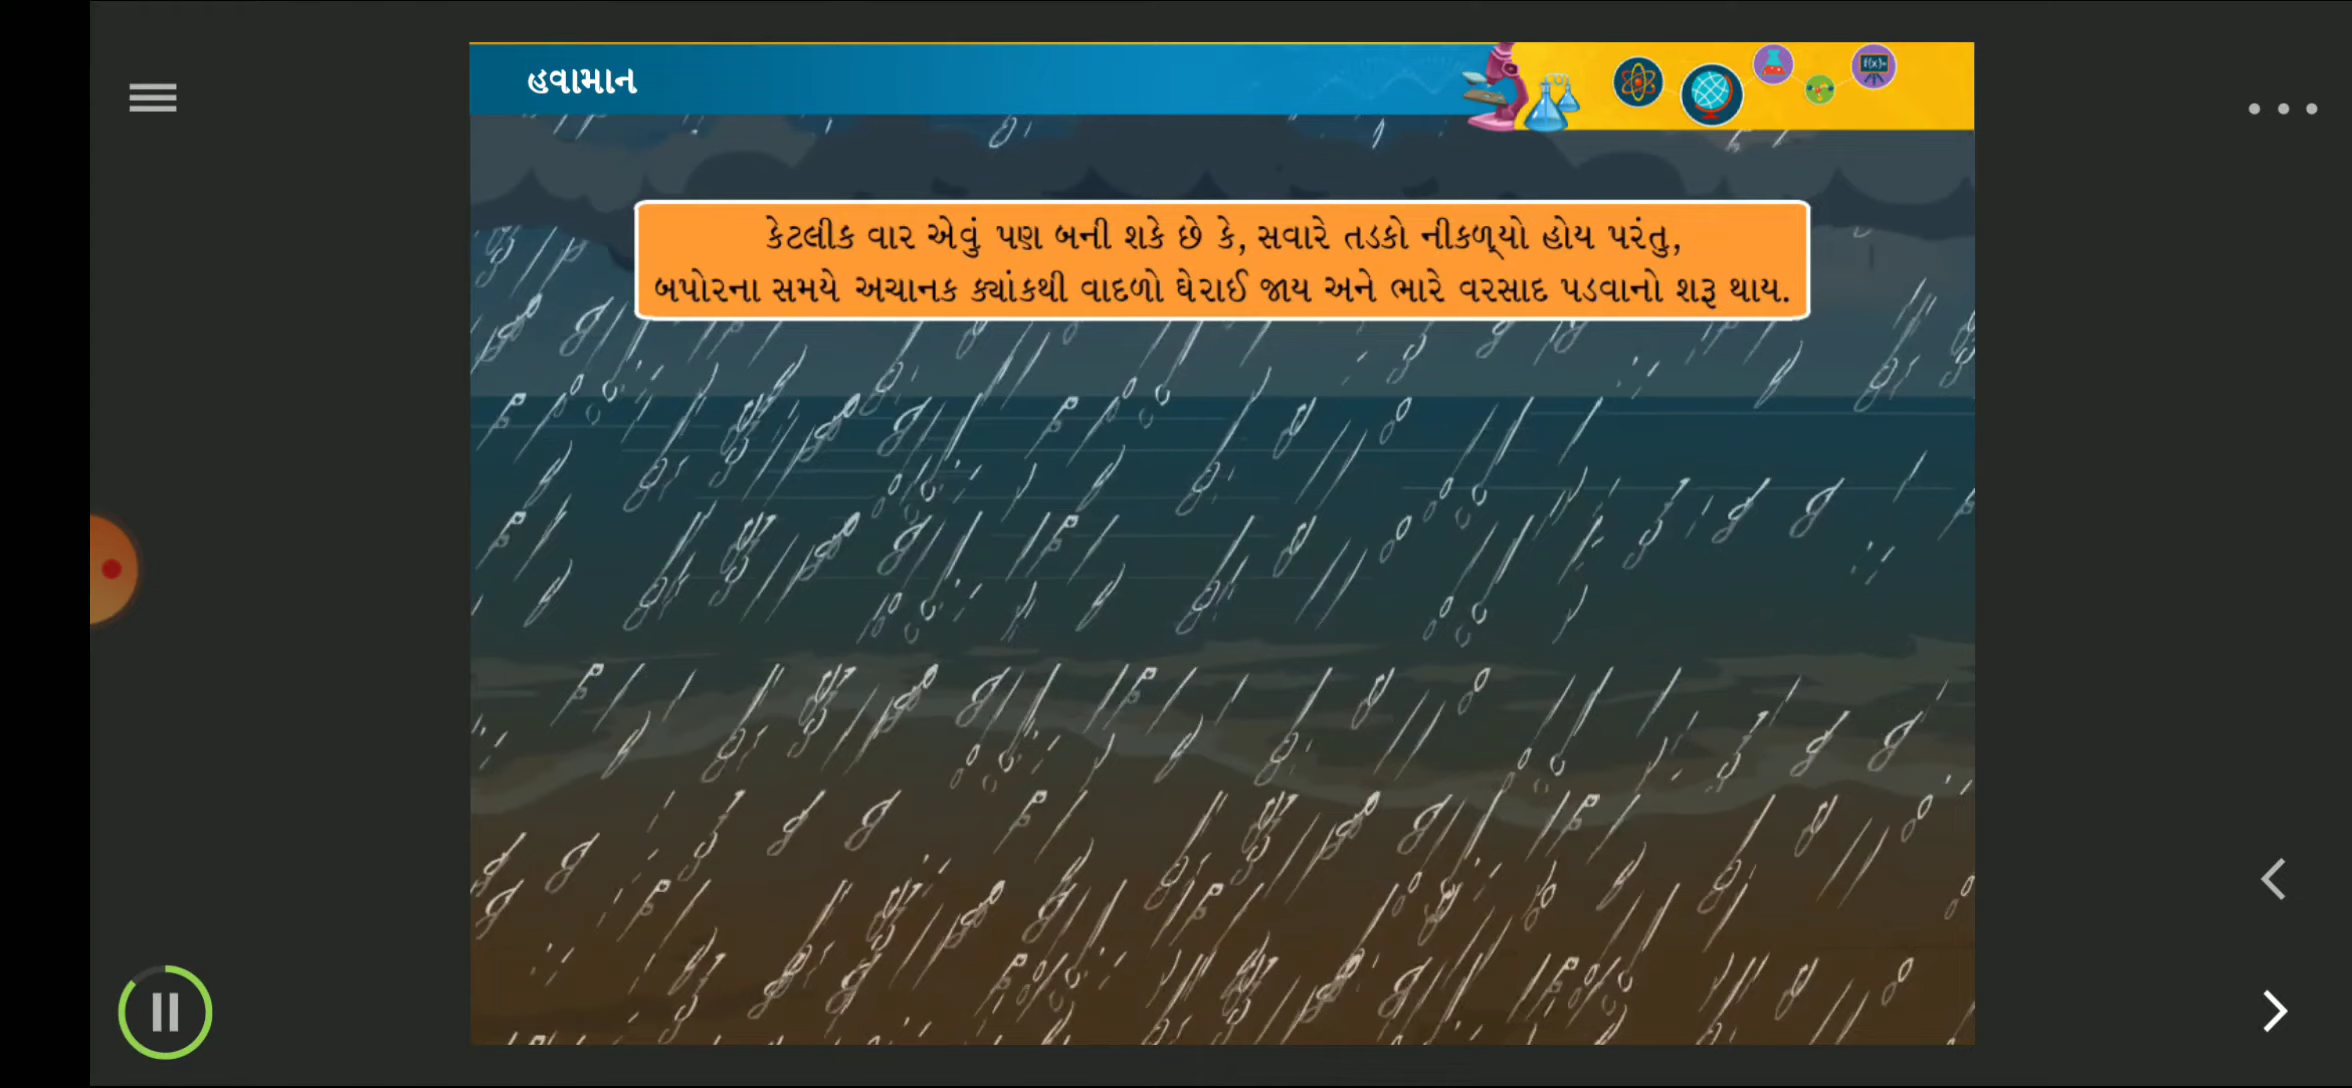 હવામાન
f(x)=
કેટલીક વાર એવું પણ બની શકે છે કે, સવારે તડકો નીકળ્યો હોય પરંતુ,
બપોરના સમયે અચાનક ક્યાંકથી વાદળો ઘેરાઈ જાય અને ભારે વરસાદ પડવાનો શરૂ થાય.